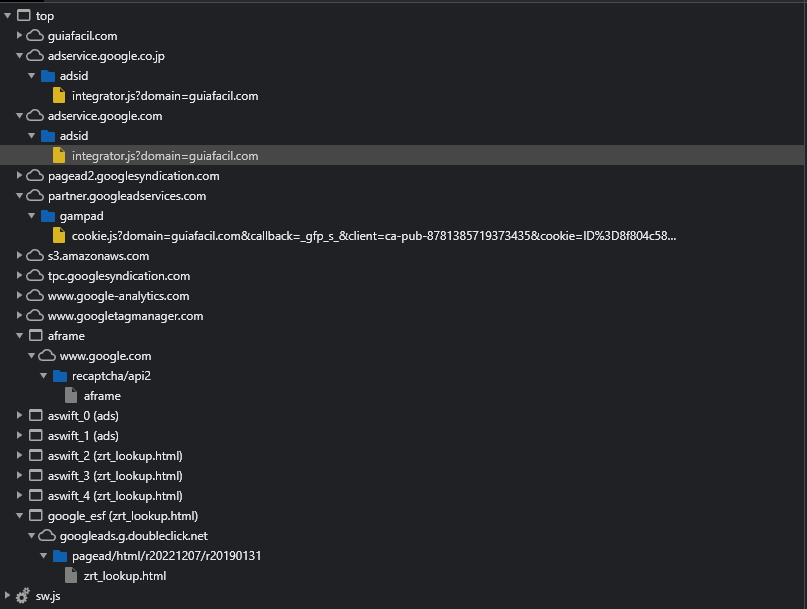 top
guiafacil.com
adservice.google.co.jp
adsid
integrator.js?domain=guiafacil.com
adservice.google.com
adsid
integrator.js?domain=guiafacil.com
pagead2.googlesyndication.com
partner.googleadservices.com
gampad
cookie.js?domain=guiafacil.com&callback=_gfp_s_&client=ca-pub-8781385719373435&cookie=ID%3D8f804c58...
s3.amazonaws.com
tpc.googlesyndication.com
www.google-analytics.com
www.googletagmanager.com
aframe
www.google.com
recaptcha/api2
aframe
aswift_0 (ads)
aswift_1 (ads)
aswift_2 (zrt_lookup.html)
aswift_3 (zrt_lookup.html)
aswift_4 (zrt_lookup.html)
google_esf (zrt_lookup.html)
googleads.g.doubleclick.net
pagead/html/r20221207/r20190131
zrt_lookup.html
sw.js